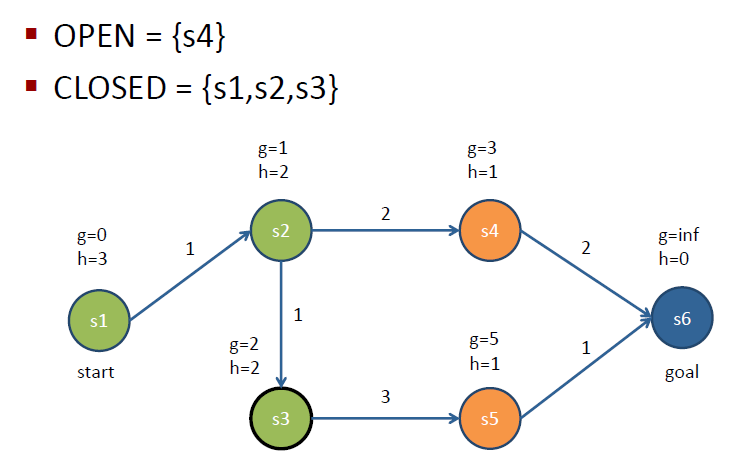 OPEN = {s4}
CLOSED = {s1,s2,s3}
g=1
h=2
g=3
h=1
s2
2
s4
g=0
h=3
1
2
g=inf
h=0
s1
start
1
s6
goal
g=2
h=2
g=5
h=1
1
s3
3
s5